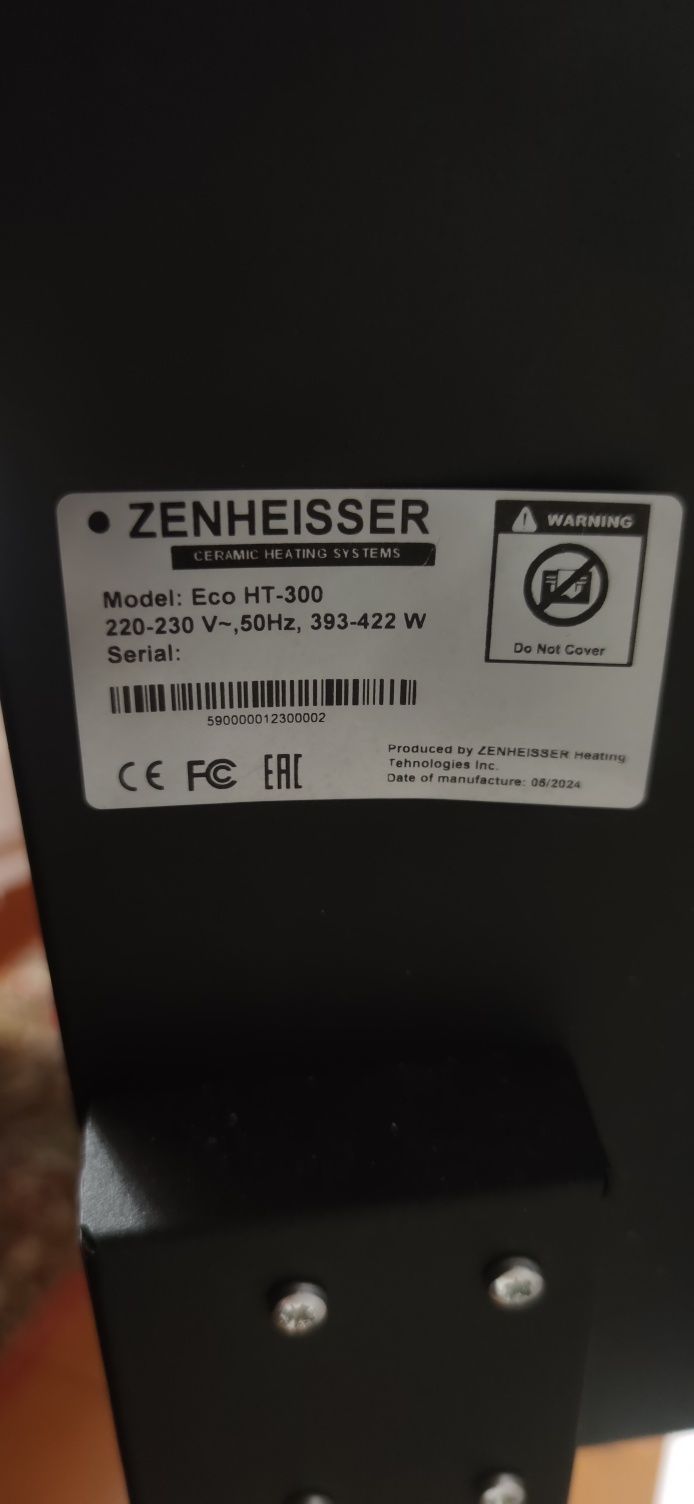 ZENHEISSER
CERAMIC HEATING SYSTEMS
Model: Eco HT-300
220-230 V~,50Hz, 393-422 W
Serial:
590000012300002
CE FC EAC
Produced by ZENHEISSER Heating
Tehnologies Inc.
Date of manufacture: 06/2024
WARNING
Do Not Cover